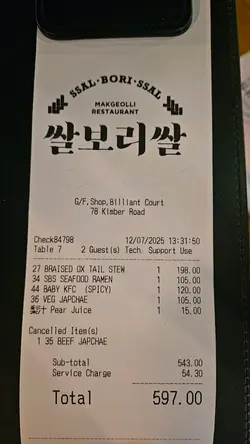 SSAL·BORI·SSAL
MAKGEOLLI
RESTAURANT
쌀보리쌀
G/F,Shop,Billiant Court
78 Kimber Road
Check84798 12/07/2025 13:31:50
Table 7 2 Guest(s) Tech. Support Use
27 BRAISED OX TAIL STEW 1 198.00
34 SBS SEAFOOD RAMEN 1 105.00
44 BABY KFC (SPICY) 1 120.00
36 VEG JAPCHAE 1 105.00
梨汁 Pear Juice 1 15.00
Cancelled Item(s)
1 35 BEEF JAPCHAE
Sub-total 543.00
Service Charge 54.30
Total 597.00